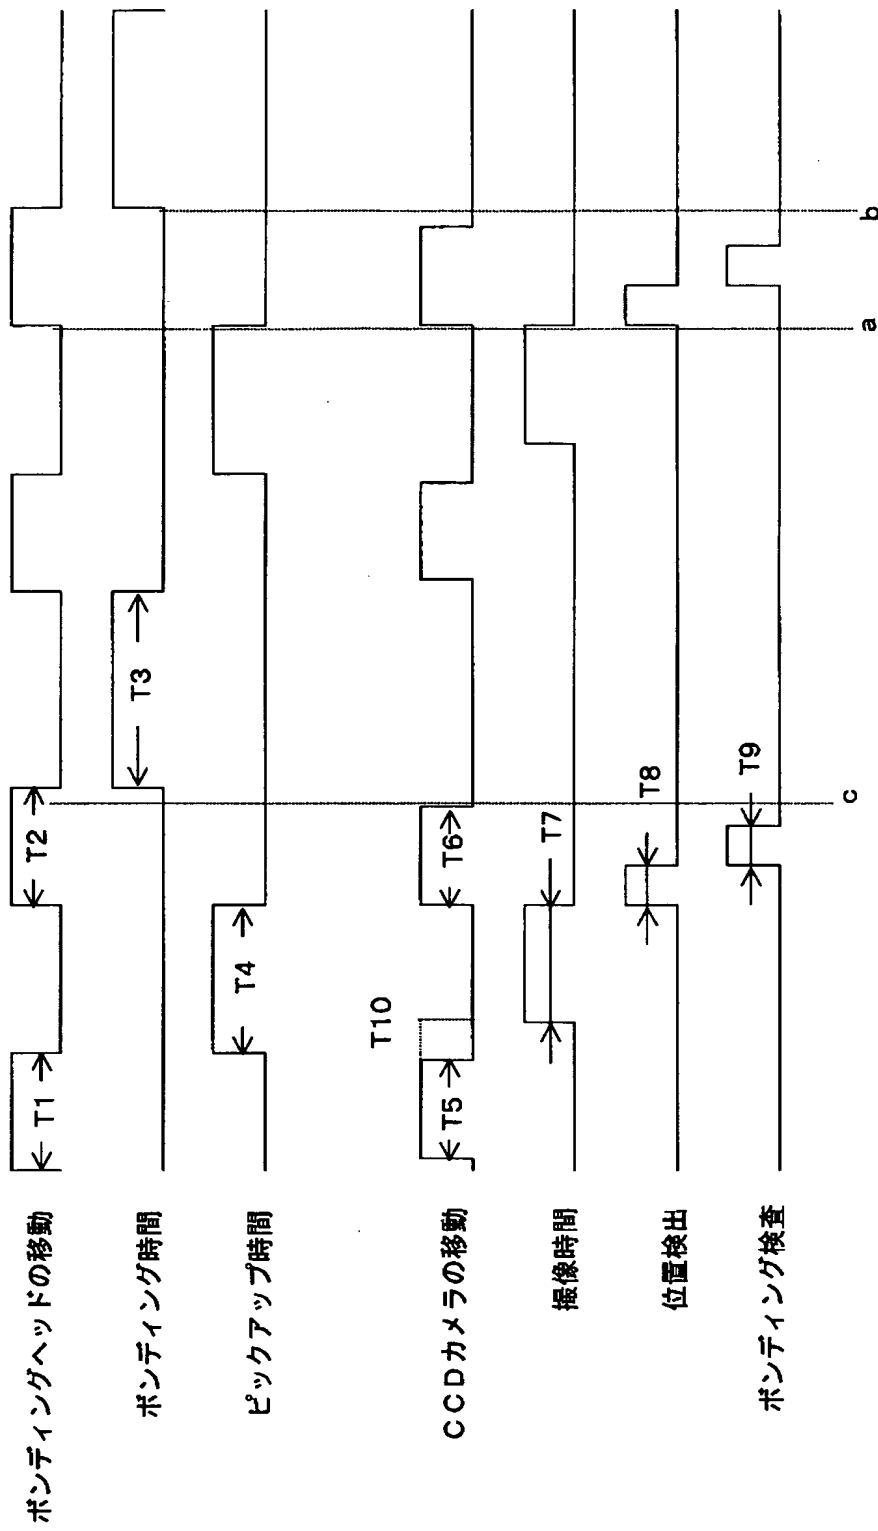 ボンディングヘッドの移動
T1
T2
ボンディング時間
T3
ピックアップ時間
T4
CCDカメラの移動
T5
T10
T6
撮像時間
T7
位置検出
T8
ボンディング検査
T9
c
a
b